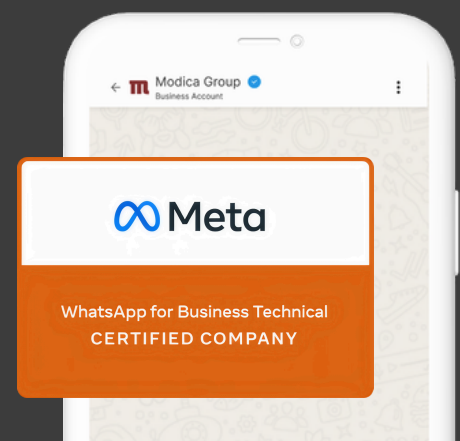 Modica Group
Business Account
Meta
WhatsApp for Business Technical
CERTIFIED COMPANY